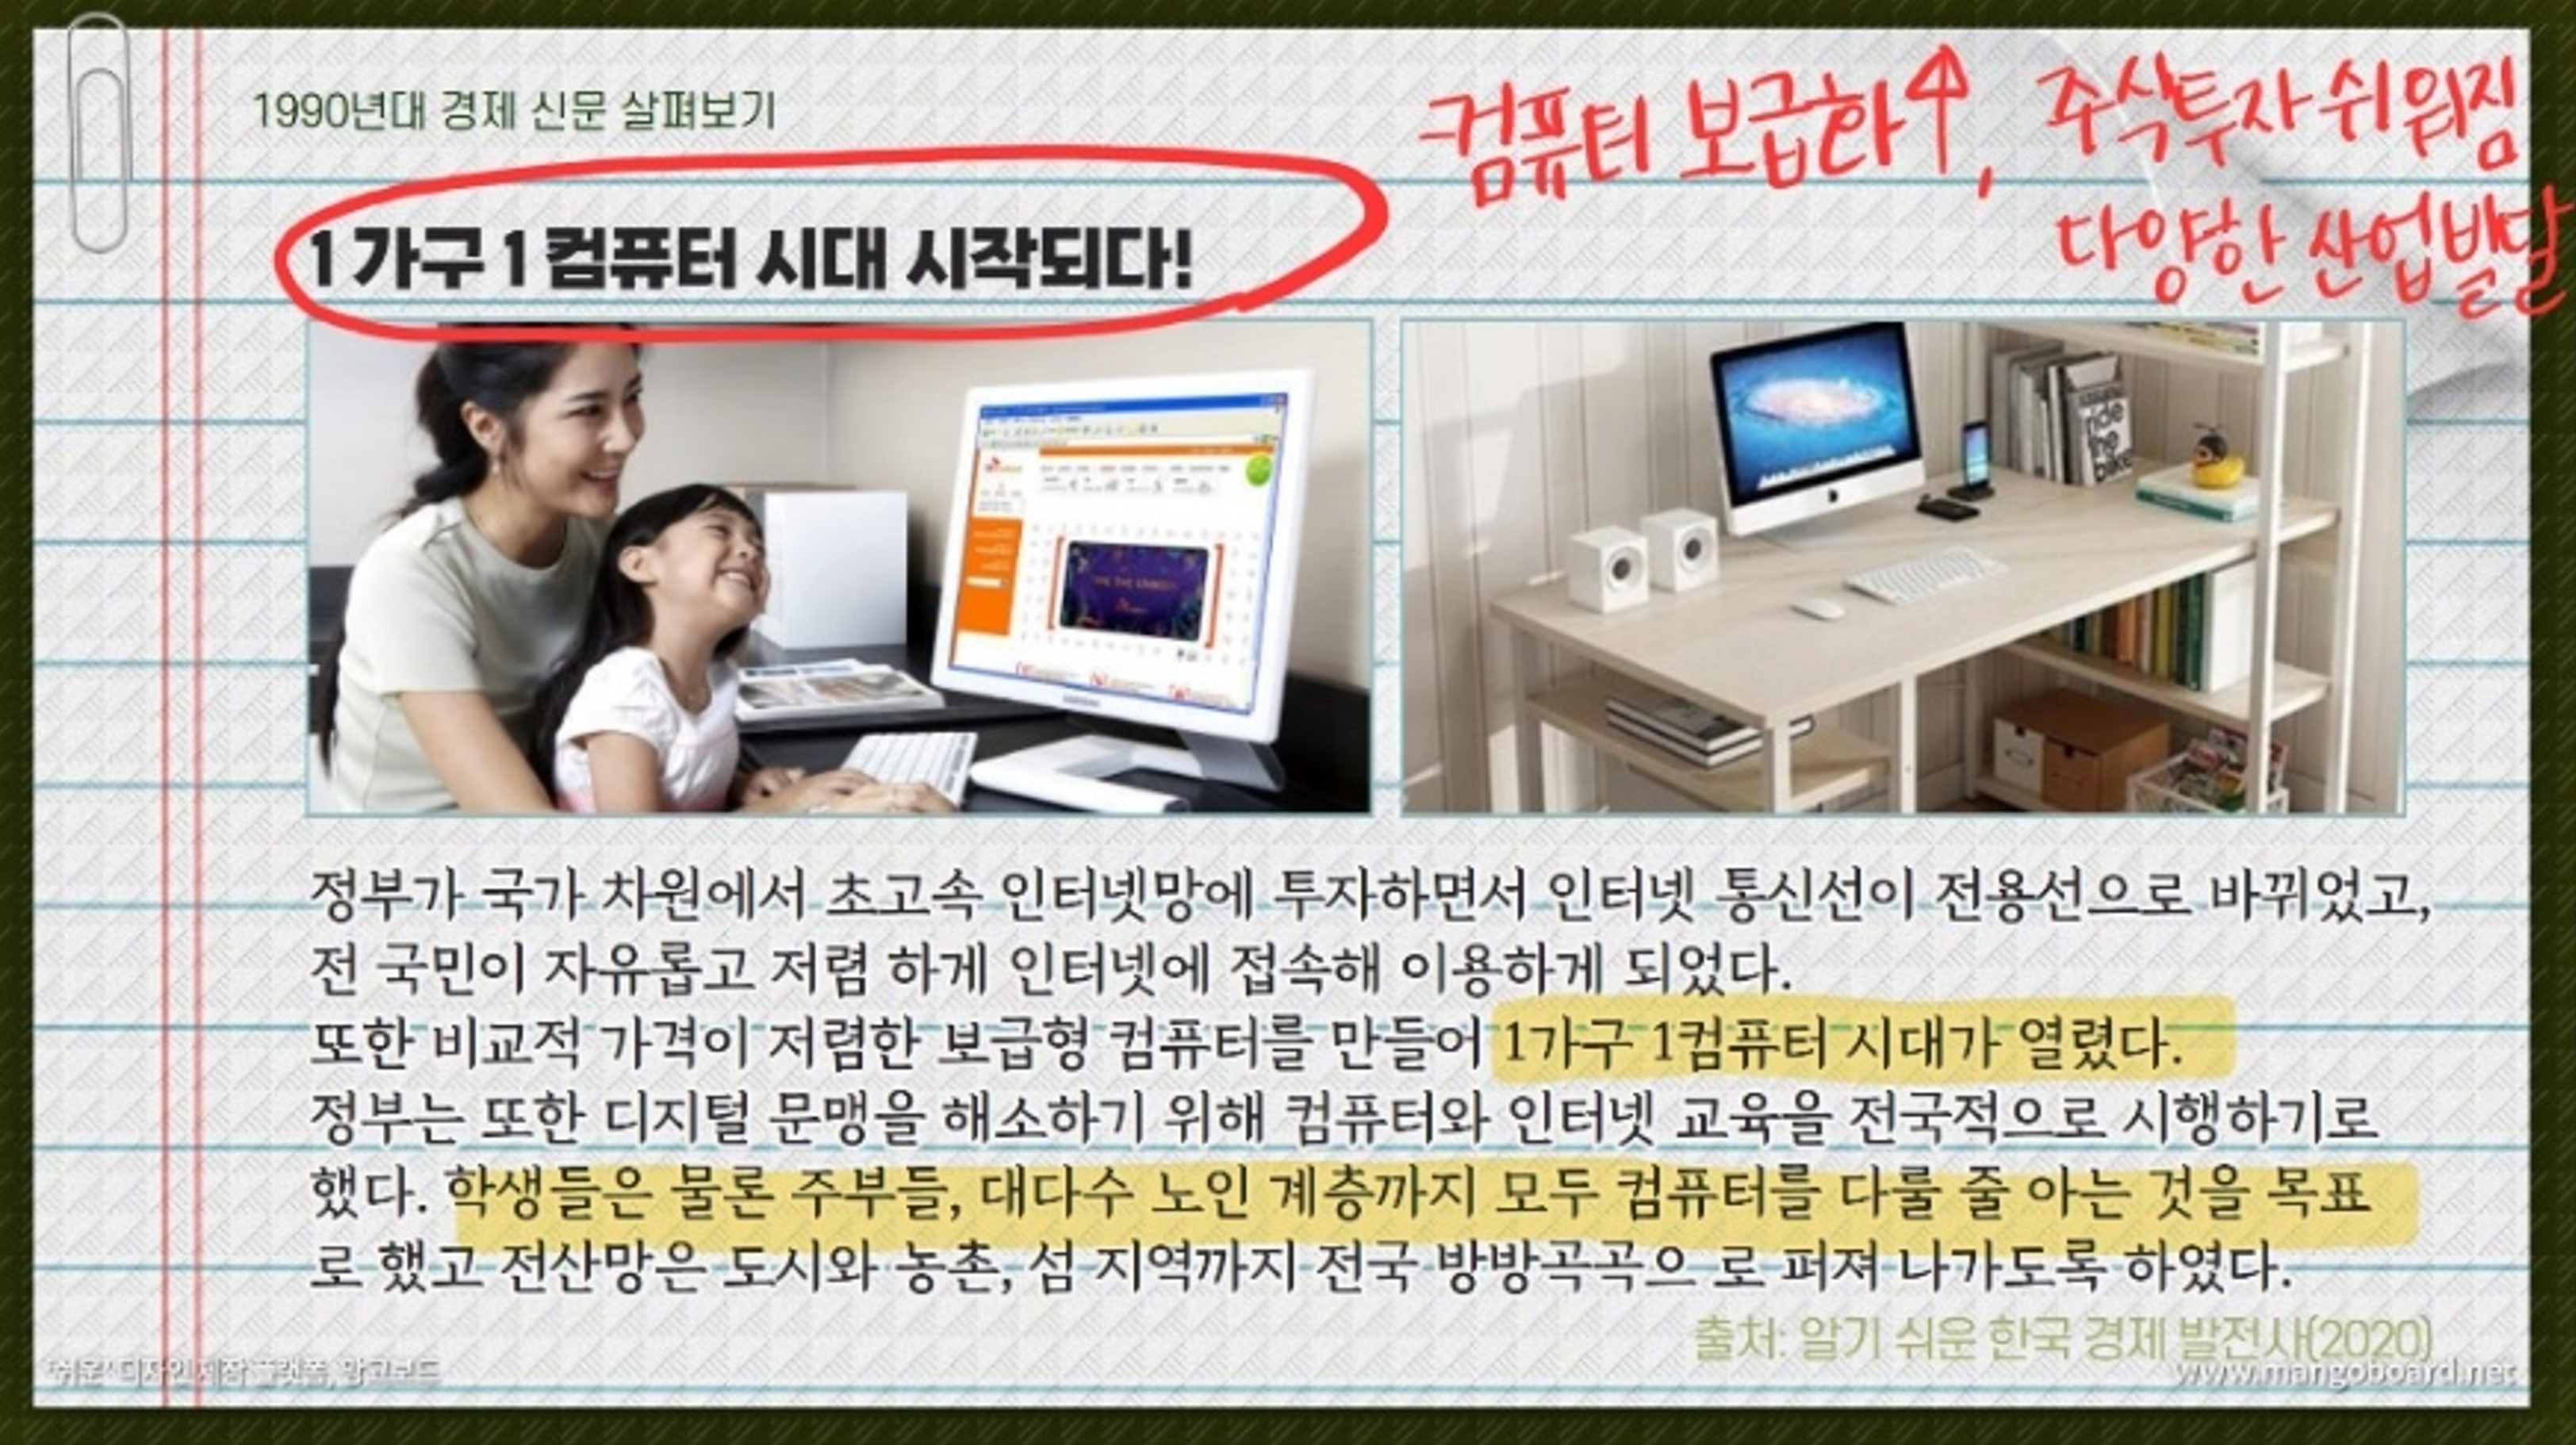 1990년대 경제 신문 살펴보기
컴퓨터 보급화↑, 주식투자 쉬워짐
다양한 산업발달
1 가구 1 컴퓨터 시대 시작되다!
ride
the
bike
정부가 국가 차원에서 초고속 인터넷망에 투자하면서 인터넷 통신선이 전용선으로 바뀌었고,
전 국민이 자유롭고 저렴 하게 인터넷에 접속해 이용하게 되었다.
또한 비교적 가격이 저렴한 보급형 컴퓨터를 만들어 1가구 1컴퓨터 시대가 열렸다.
정부는 또한 디지털 문맹을 해소하기 위해 컴퓨터와 인터넷 교육을 전국적으로 시행하기로
했다. 학생들은 물론 주부들, 대다수 노인 계층까지 모두 컴퓨터를 다룰 줄 아는 것을 목표
로 했고 전산망은 도시와 농촌, 섬 지역까지 전국 방방곡곡으 로 퍼져 나가도록 하였다.
출처: 알기 쉬운 한국 경제 발전사(2020)
"쉬운" 디자인 제작 플랫폼, 망고보드
www.mangoboard.net